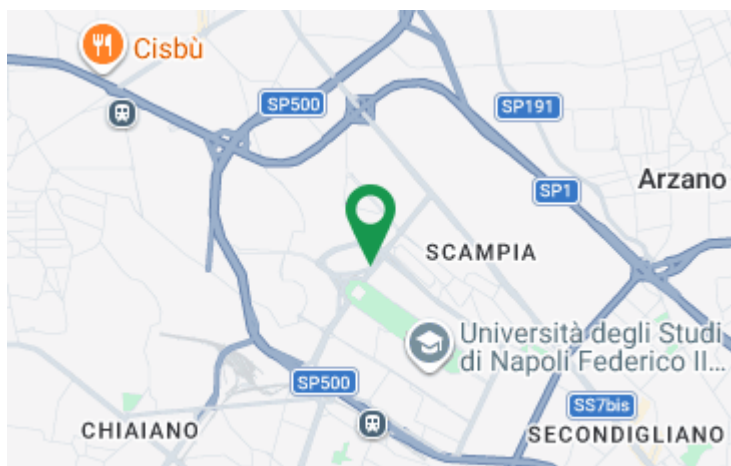 Cisbù
SP500
SP191
Arzano
SP1
SCAMPIA
Università degli Studi
di Napoli Federico II...
SP500
SS7bis
CHIAIANO
SECONDIGLIANO